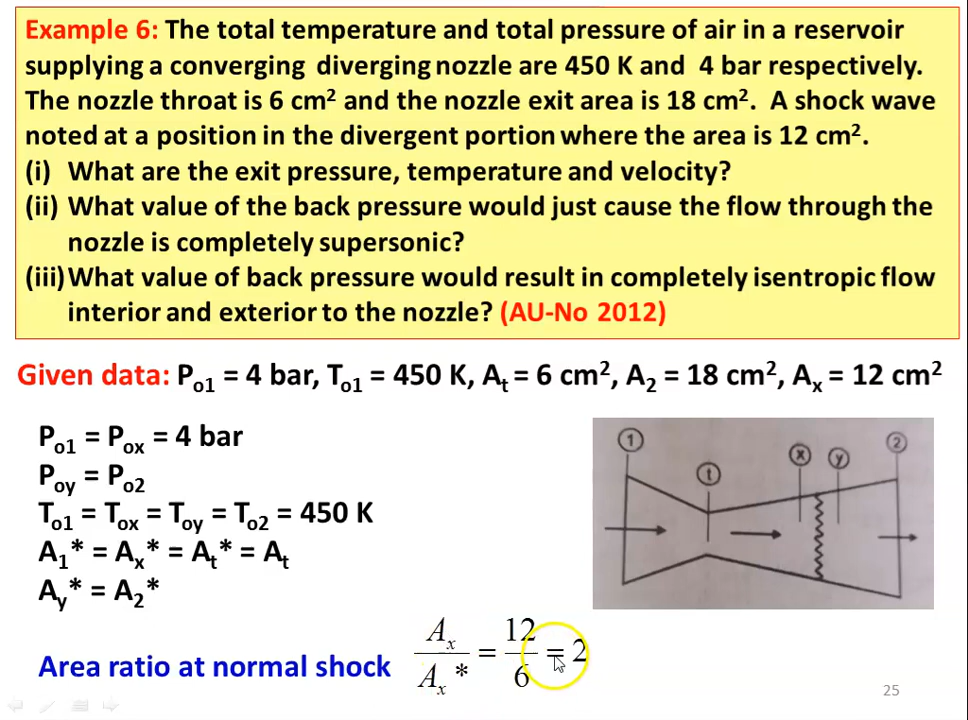 Example 6: The total temperature and total pressure of air in a reservoir
supplying a converging diverging nozzle are 450 K and 4 bar respectively.
The nozzle throat is 6 cm² and the nozzle exit area is 18 cm². A shock wave
noted at a position in the divergent portion where the area is 12 cm².
(i) What are the exit pressure, temperature and velocity?
(ii) What value of the back pressure would just cause the flow through the
nozzle is completely supersonic?
(iii) What value of back pressure would result in completely isentropic flow
interior and exterior to the nozzle? (AU-No 2012)
Given data: Po1 = 4 bar, To1 = 450 K, At = 6 cm², A2 = 18 cm², Ax = 12 cm²
Po1 = Pox = 4 bar
Poy = Po2
To1 = Tox = Toy = To2 = 450 K
A1* = Ax* = At* = At
Ay* = A2*
1 t x y 2
Area ratio at normal shock Ax / Ax* = 12 / 6 = 2
25